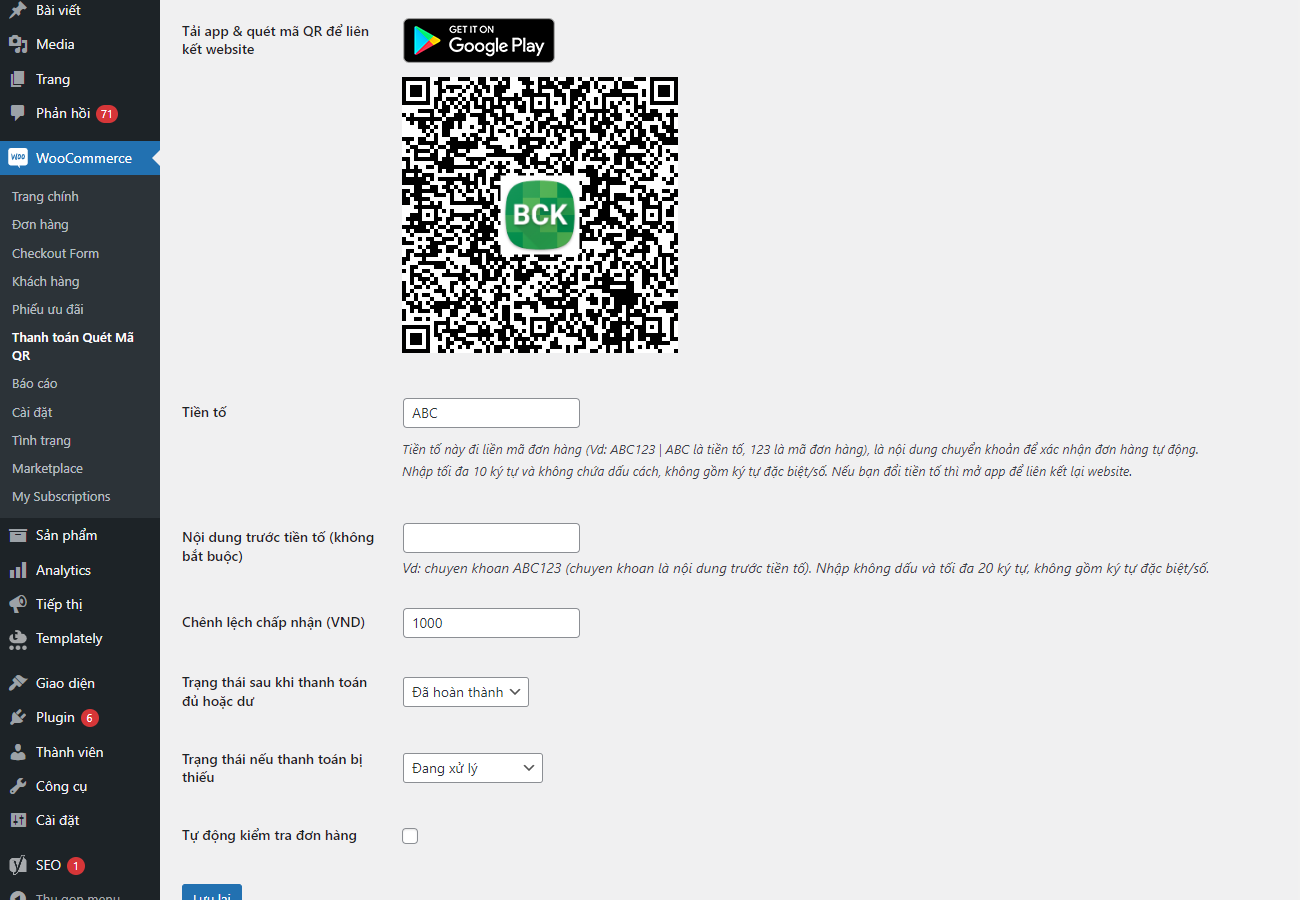 Bài viết
Media
Trang
Phản hồi 71
WooCommerce
Trang chính
Đơn hàng
Checkout Form
Khách hàng
Phiếu ưu đãi
Thanh toán Quét Mã
QR
Báo cáo
Cài đặt
Tình trạng
Marketplace
My Subscriptions
Sản phẩm
Analytics
Tiếp thị
Templately
Giao diện
Plugin 6
Thành viên
Công cụ
Cài đặt
SEO 1
Thu gọn menu
Tải app & quét mã QR để liên
kết website
GET IT ON
Google Play
BCK
Tiền tố
ABC
Tiền tố này đi liền mã đơn hàng (Vd: ABC123 | ABC là tiền tố, 123 là mã đơn hàng), là nội dung chuyển khoản để xác nhận đơn hàng tự động.
Nhập tối đa 10 ký tự và không chứa dấu cách, không gồm ký tự đặc biệt/số. Nếu bạn đổi tiền tố thì mở app để liên kết lại website.
Nội dung trước tiền tố (không
bắt buộc)
Vd: chuyen khoan ABC123 (chuyen khoan là nội dung trước tiền tố). Nhập không dấu và tối đa 20 ký tự, không gồm ký tự đặc biệt/số.
Chênh lệch chấp nhận (VND)
1000
Trạng thái sau khi thanh toán
đủ hoặc dư
Đã hoàn thành
Trạng thái nếu thanh toán bị
thiếu
Đang xử lý
Tự động kiểm tra đơn hàng
Lưu lại